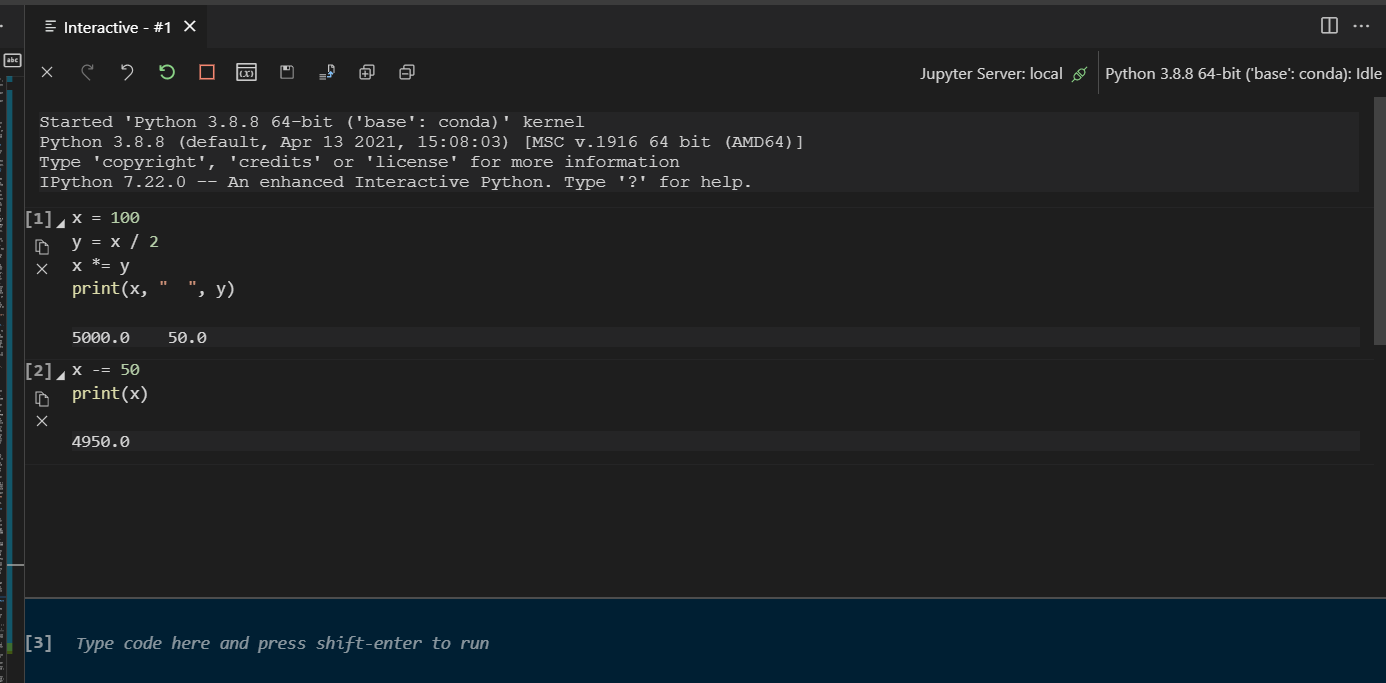 Interactive - #1
abc
Jupyter Server: local
Python 3.8.8 64-bit ('base': conda): Idle
Started 'Python 3.8.8 64-bit ('base': conda)' kernel
Python 3.8.8 (default, Apr 13 2021, 15:08:03) [MSC v.1916 64 bit (AMD64)]
Type 'copyright', 'credits' or 'license' for more information
IPython 7.22.0 -- An enhanced Interactive Python. Type '?' for help.
[1] x = 100
y = x / 2
x *= y
print(x, "  ", y)
5000.0    50.0
[2] x -= 50
print(x)
4950.0
[3] Type code here and press shift-enter to run